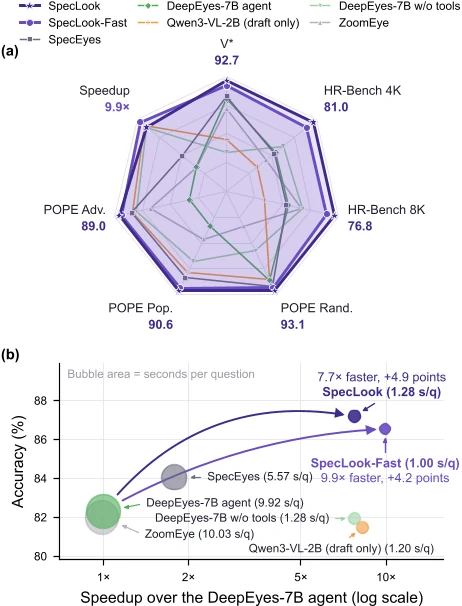 SpecLook
DeepEyes-7B agent
DeepEyes-7B w/o tools
SpecLook-Fast
Qwen3-VL-2B (draft only)
ZoomEye
SpecEyes
(a)
V*
92.7
Speedup
9.9×
HR-Bench 4K
81.0
POPE Adv.
89.0
HR-Bench 8K
76.8
POPE Pop.
90.6
POPE Rand.
93.1
(b)
Bubble area = seconds per question
7.7× faster, +4.9 points
SpecLook (1.28 s/q)
SpecLook-Fast (1.00 s/q)
9.9× faster, +4.2 points
SpecEyes (5.57 s/q)
DeepEyes-7B agent (9.92 s/q)
DeepEyes-7B w/o tools (1.28 s/q)
ZoomEye (10.03 s/q)
Qwen3-VL-2B (draft only) (1.20 s/q)
Accuracy (%)
88
86
84
82
80
1×
2×
5×
10×
Speedup over the DeepEyes-7B agent (log scale)